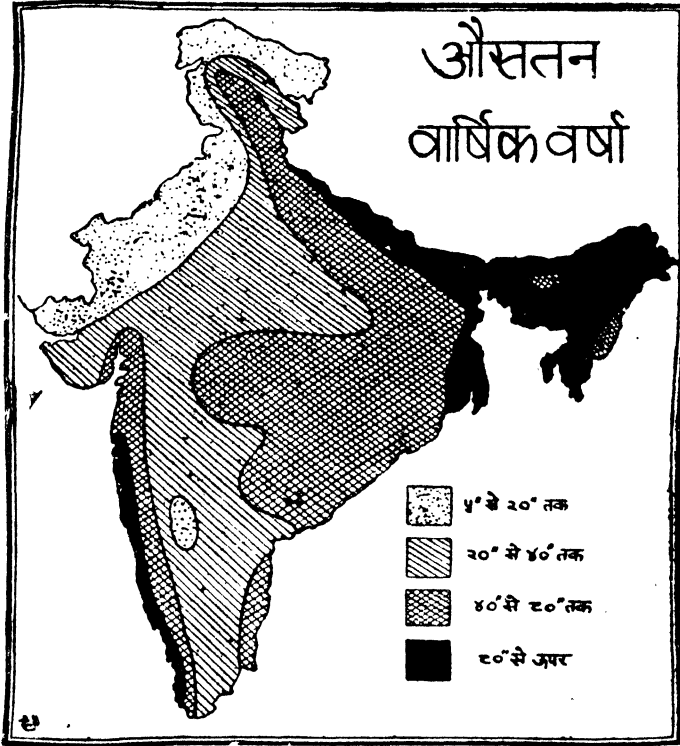 औसतन
वार्षिक वर्षा
५" से २०" तक
२०" से ४०" तक
४०" से ८०" तक
८०" से ऊपर